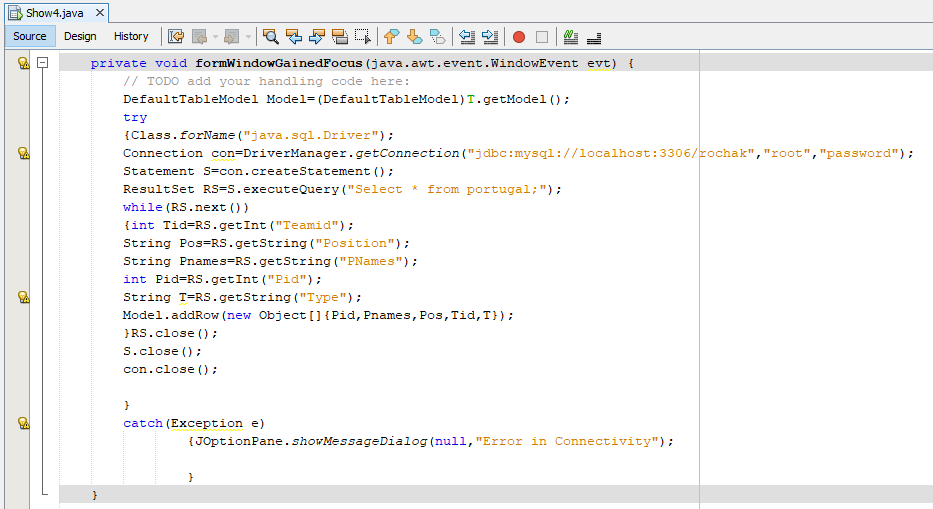 Show4.java
Source Design History
private void formWindowGainedFocus(java.awt.event.WindowEvent evt) {
// TODO add your handling code here:
DefaultTableModel Model=(DefaultTableModel)T.getModel();
try
{Class.forName("java.sql.Driver");
Connection con=DriverManager.getConnection("jdbc:mysql://localhost:3306/rochak","root","password");
Statement S=con.createStatement();
ResultSet RS=S.executeQuery("Select * from portugal;");
while(RS.next())
{int Tid=RS.getInt("Teamid");
String Pos=RS.getString("Position");
String Pnames=RS.getString("PNames");
int Pid=RS.getInt("Pid");
String T=RS.getString("Type");
Model.addRow(new Object[]{Pid,Pnames,Pos,Tid,T});
}RS.close();
S.close();
con.close();
}
catch(Exception e)
{JOptionPane.showMessageDialog(null,"Error in Connectivity");
}
}